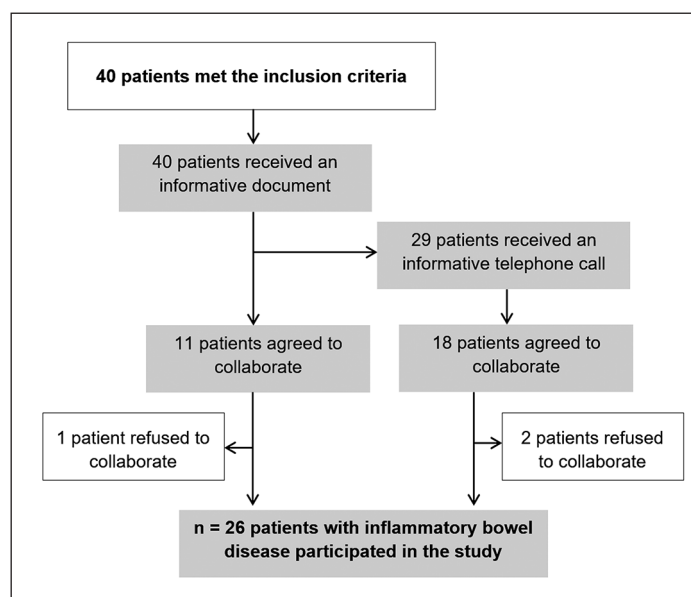 40 patients met the inclusion criteria
40 patients received an
informative document
29 patients received an
informative telephone call
11 patients agreed to
collaborate
18 patients agreed to
collaborate
1 patient refused to
collaborate
2 patients refused
to collaborate
n = 26 patients with inflammatory bowel
disease participated in the study